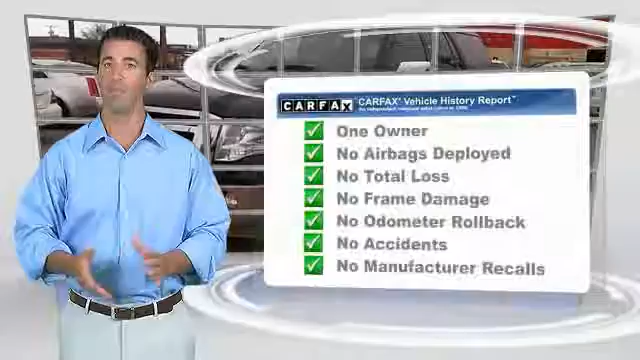 CARFAX
CARFAX Vehicle History Report™
One Owner
No Airbags Deployed
No Total Loss
No Frame Damage
No Odometer Rollback
No Accidents
No Manufacturer Recalls